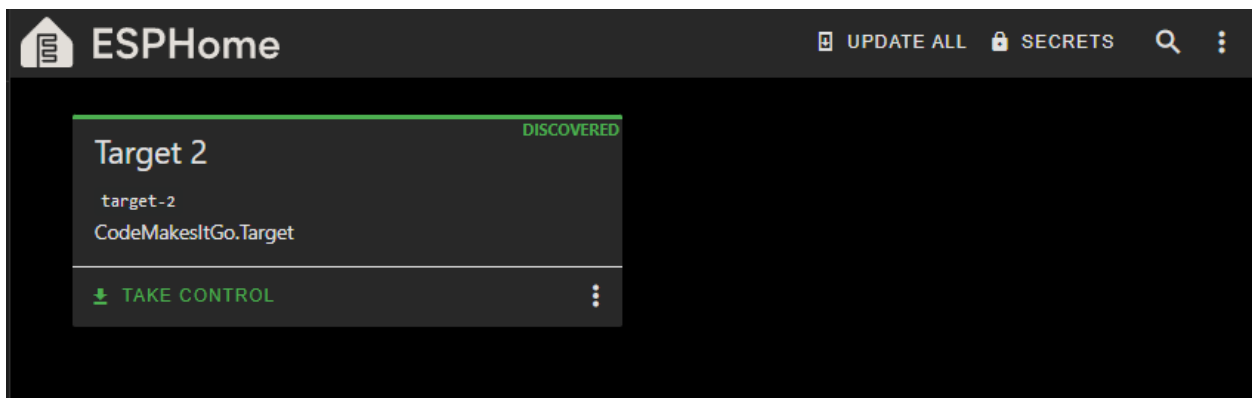 ESPHome
UPDATE ALL
SECRETS
DISCOVERED
Target 2
target-2
CodeMakesItGo.Target
TAKE CONTROL